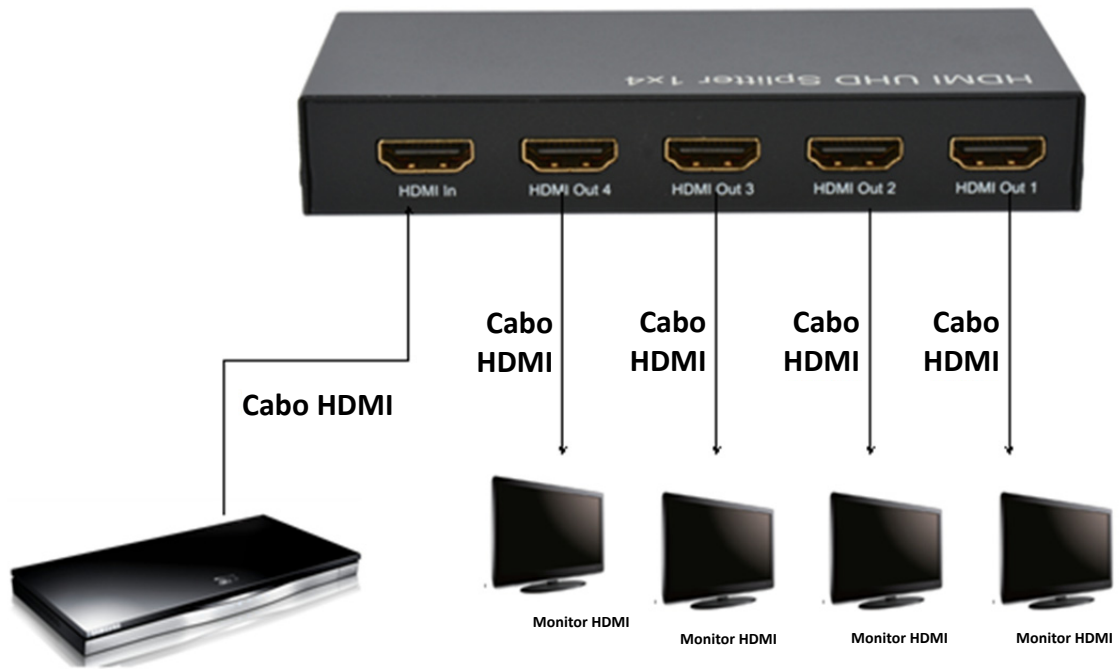 HDMI UHD Splitter 1x4
HDMI In
HDMI Out 4
HDMI Out 3
HDMI Out 2
HDMI Out 1
Cabo
HDMI
Cabo
HDMI
Cabo
HDMI
Cabo
HDMI
Cabo HDMI
Monitor HDMI
Monitor HDMI
Monitor HDMI
Monitor HDMI